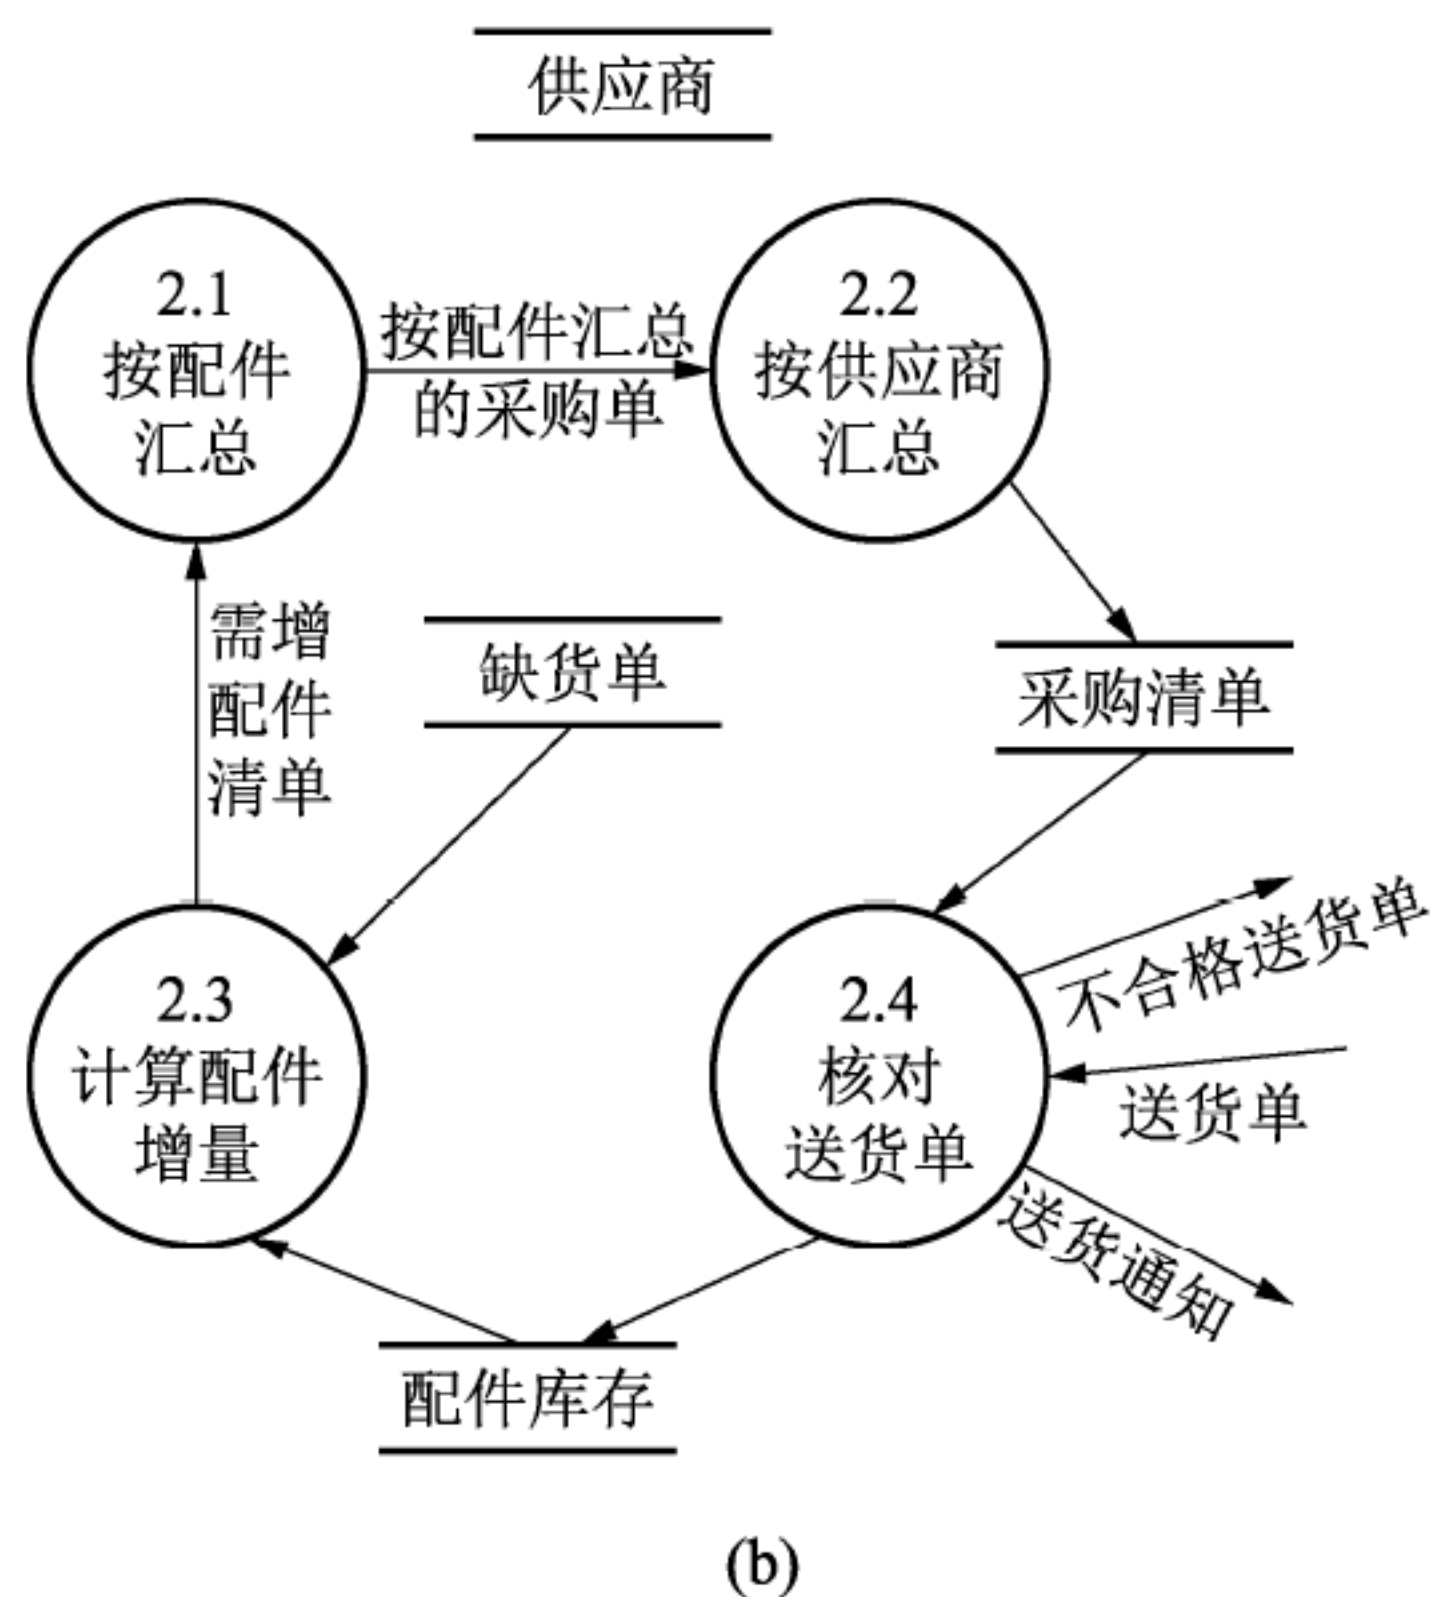 供应商
2.1
按配件
汇总
按配件汇总
的采购单
2.2
按供应商
汇总
需增
配件
清单
缺货单
采购清单
2.3
计算配件
增量
2.4
核对
送货单
不合格送货单
送货单
送货通知
配件库存
(b)